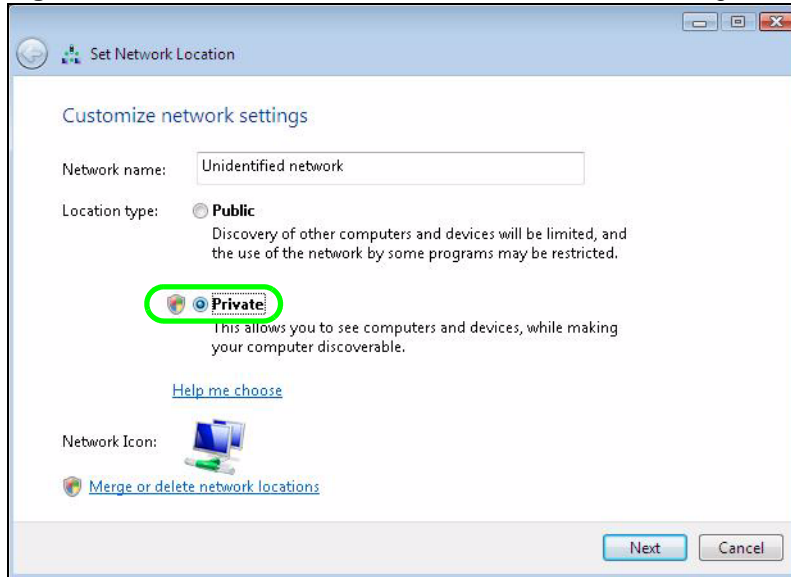 Set Network Location
Customize network settings
Network name:
Unidentified network
Location type:
Public
Discovery of other computers and devices will be limited, and
the use of the network by some programs may be restricted.
Private
This allows you to see computers and devices, while making
your computer discoverable.
Help me choose
Network Icon:
Merge or delete network locations
Next
Cancel